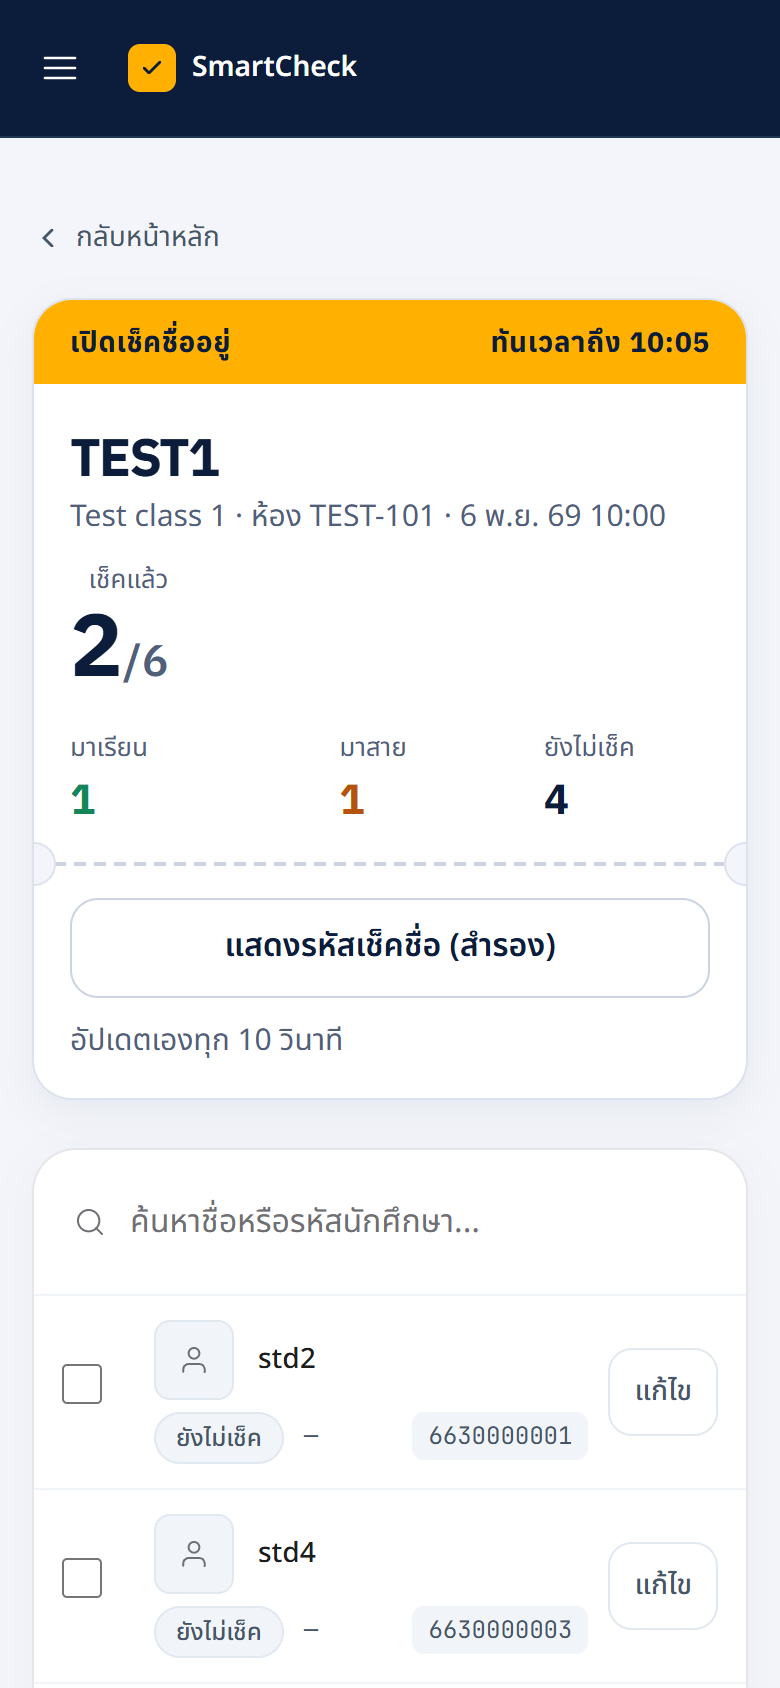 SmartCheck
กลับหน้าหลัก
เปิดเช็คชื่ออยู่ ทันเวลาถึง 10:05
TEST1
Test class 1 · ห้อง TEST-101 · 6 พ.ย. 69 10:00
เช็คแล้ว
2/6
มาเรียน มาสาย ยังไม่เช็ค
1 1 4
แสดงรหัสเช็คชื่อ (สำรอง)
อัปเดตเองทุก 10 วินาที
ค้นหาชื่อหรือรหัสนักศึกษา...
std2
แก้ไข
ยังไม่เช็ค – 6630000001
std4
แก้ไข
ยังไม่เช็ค – 6630000003